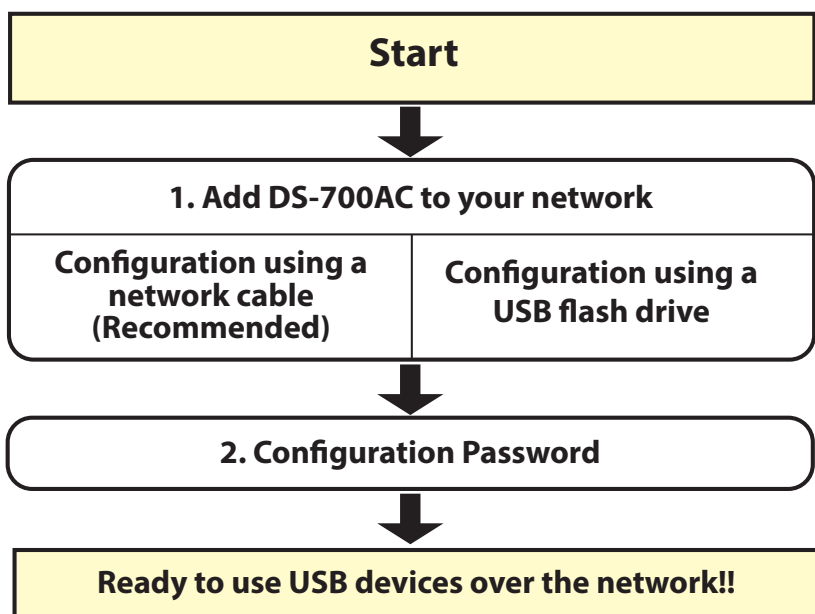 Start
1. Add DS-700AC to your network
Configuration using a
network cable
(Recommended)
Configuration using a
USB flash drive
2. Configuration Password
Ready to use USB devices over the network!!